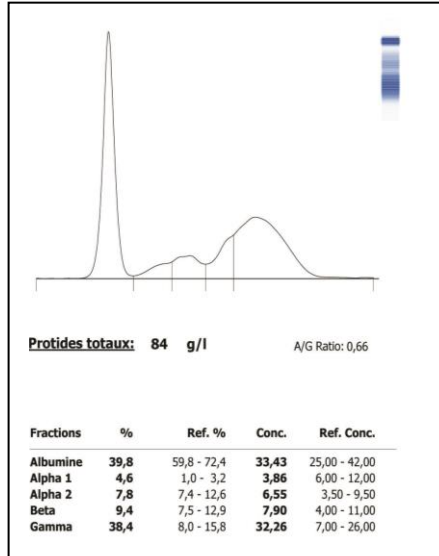 Protides totaux: 84 g/l A/G Ratio: 0,66
Fractions % Ref. % Conc. Ref. Conc.
Albumine 39,8 59,8 - 72,4 33,43 25,00 - 42,00
Alpha 1 4,6 1,0 - 3,2 3,86 6,00 - 12,00
Alpha 2 7,8 7,4 - 12,6 6,55 3,50 - 9,50
Beta 9,4 7,5 - 12,9 7,90 4,00 - 11,00
Gamma 38,4 8,0 - 15,8 32,26 7,00 - 26,00